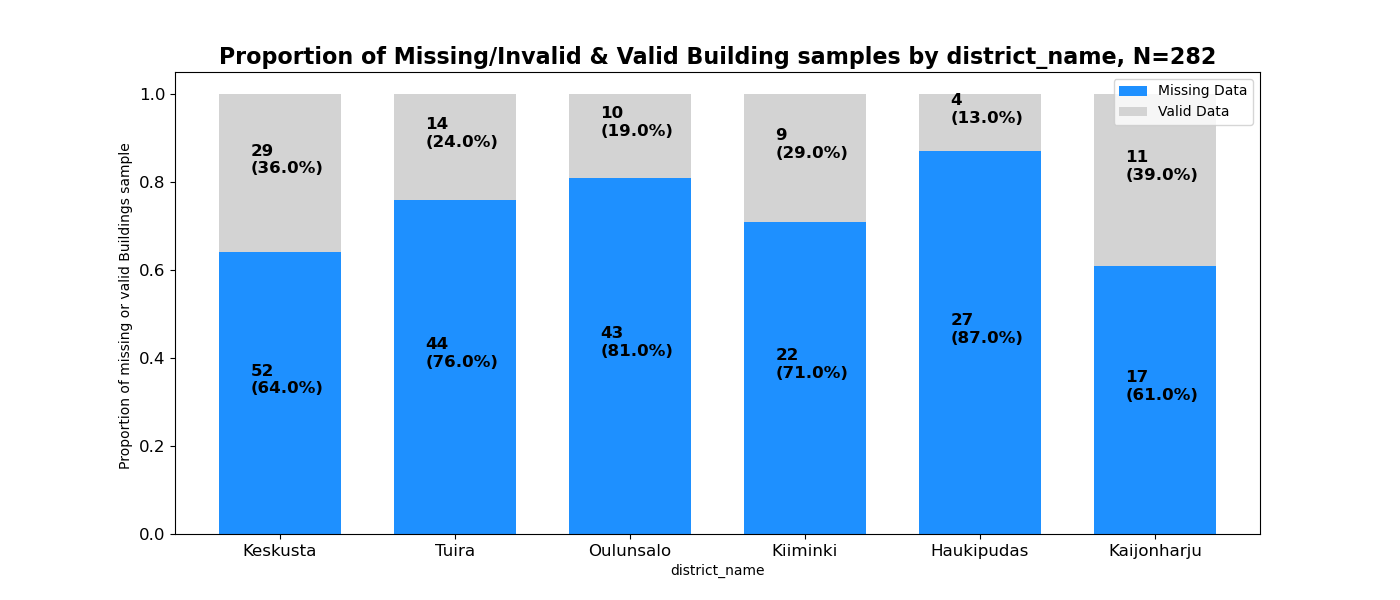 Proportion of Missing/Invalid & Valid Building samples by district_name, N=282
Proportion of missing or valid Buildings sample
1.0
0.8
0.6
0.4
0.2
0.0
Missing Data
Valid Data
29
(36.0%)
52
(64.0%)
14
(24.0%)
44
(76.0%)
10
(19.0%)
43
(81.0%)
9
(29.0%)
22
(71.0%)
4
(13.0%)
27
(87.0%)
11
(39.0%)
17
(61.0%)
Keskusta
Tuira
Oulunsalo
Kiiminki
Haukipudas
Kaijonharju
district_name